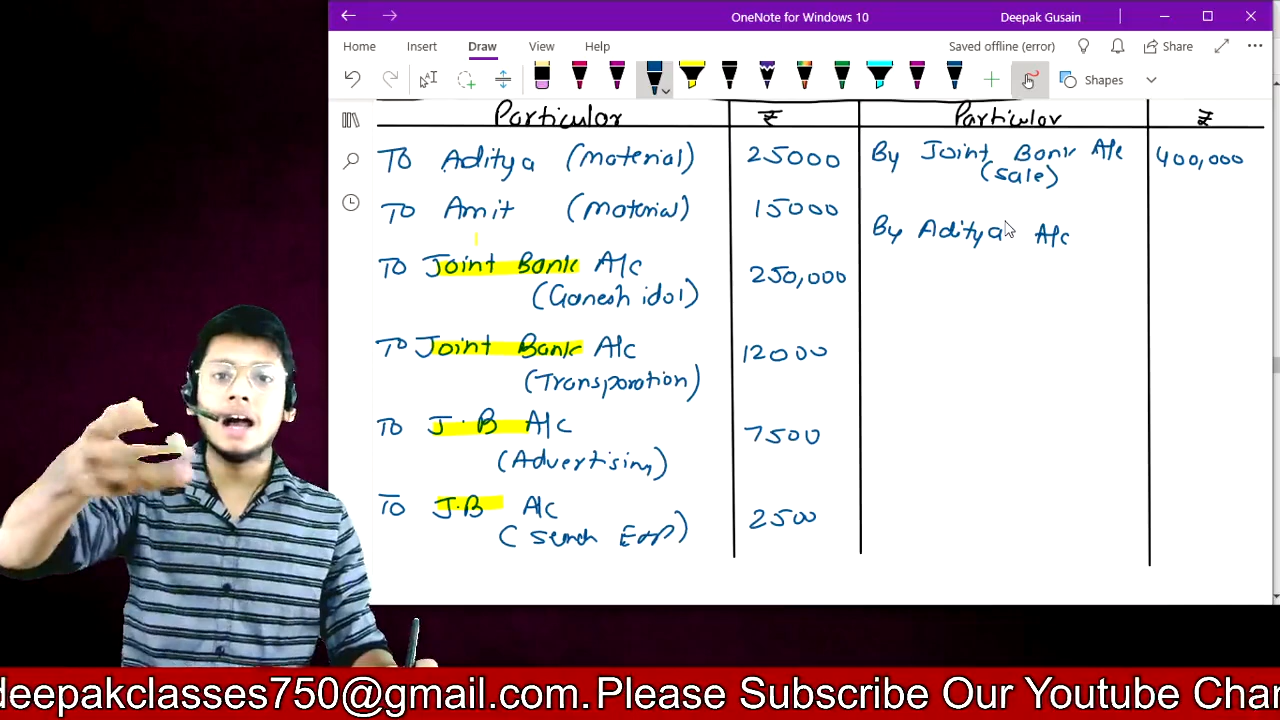 OneNote for Windows 10
Deepak Gusain
Home Insert Draw View Help
Saved offline (error)
Share
Shapes
Particular ₹ Particular ₹
To Aditya (Material) 25000
By Joint Bank A/c 400,000
(sale)
To Amit (Material) 15000
By Aditya A/c
To Joint Bank A/c 250,000
(Ganesh idol)
To Joint Bank A/c 12000
(Transporation)
To J.B A/c 7500
(Advertising)
To J.B A/c 2500
deepakclasses750@gmail.com. Please Subscribe Our Youtube Chan